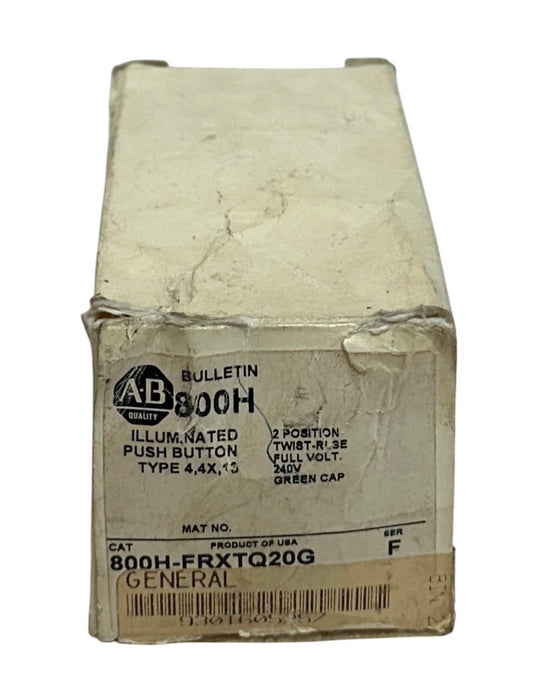 A-B
QUALITY
BULLETIN
800H
ILLUMINATED
PUSH BUTTON
TYPE 4,4X,13
2 POSITION
TWIST-RLSE
FULL VOLT.
240V
GREEN CAP
MAT NO.
PRODUCT OF USA
CAT
SER
800H-FRXTQ20G
F
GENERAL
BIN